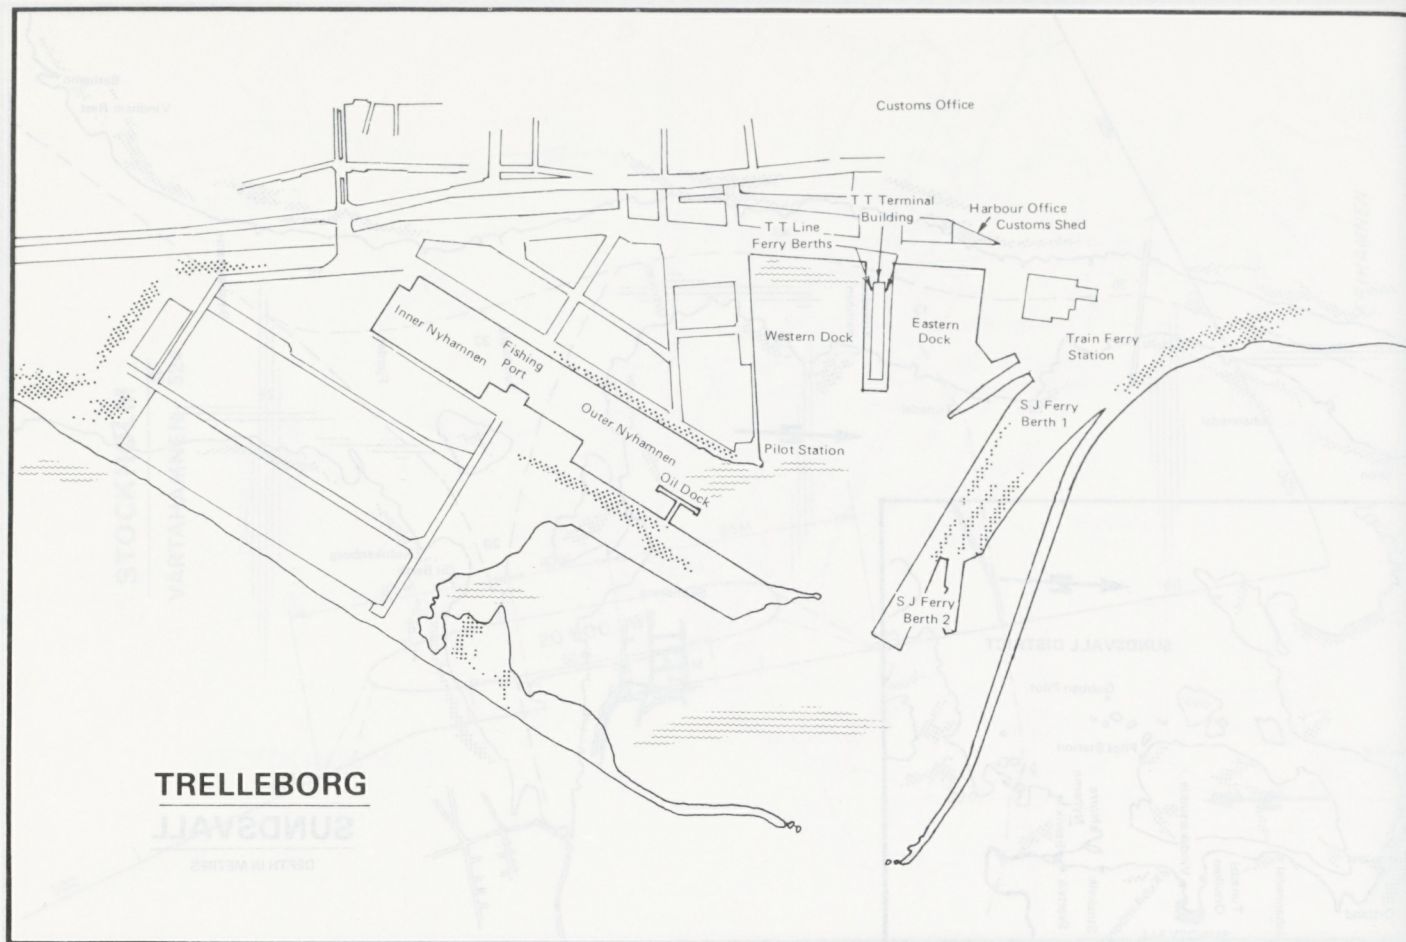 Customs Office
T T Terminal
Building
Harbour Office
Customs Shed
T T Line
Ferry Berths
Inner Nyhamnen
Fishing
Port
Western Dock
Eastern
Dock
Train Ferry
Station
S J Ferry
Berth 1
Outer Nyhamnen
Pilot Station
Oil Dock
S J Ferry
Berth 2
TRELLEBORG
SUNDSVALL
DEPTH IN METRES
SUNDSVALL DISTRICT
Pilot Station
STOCKHOLM